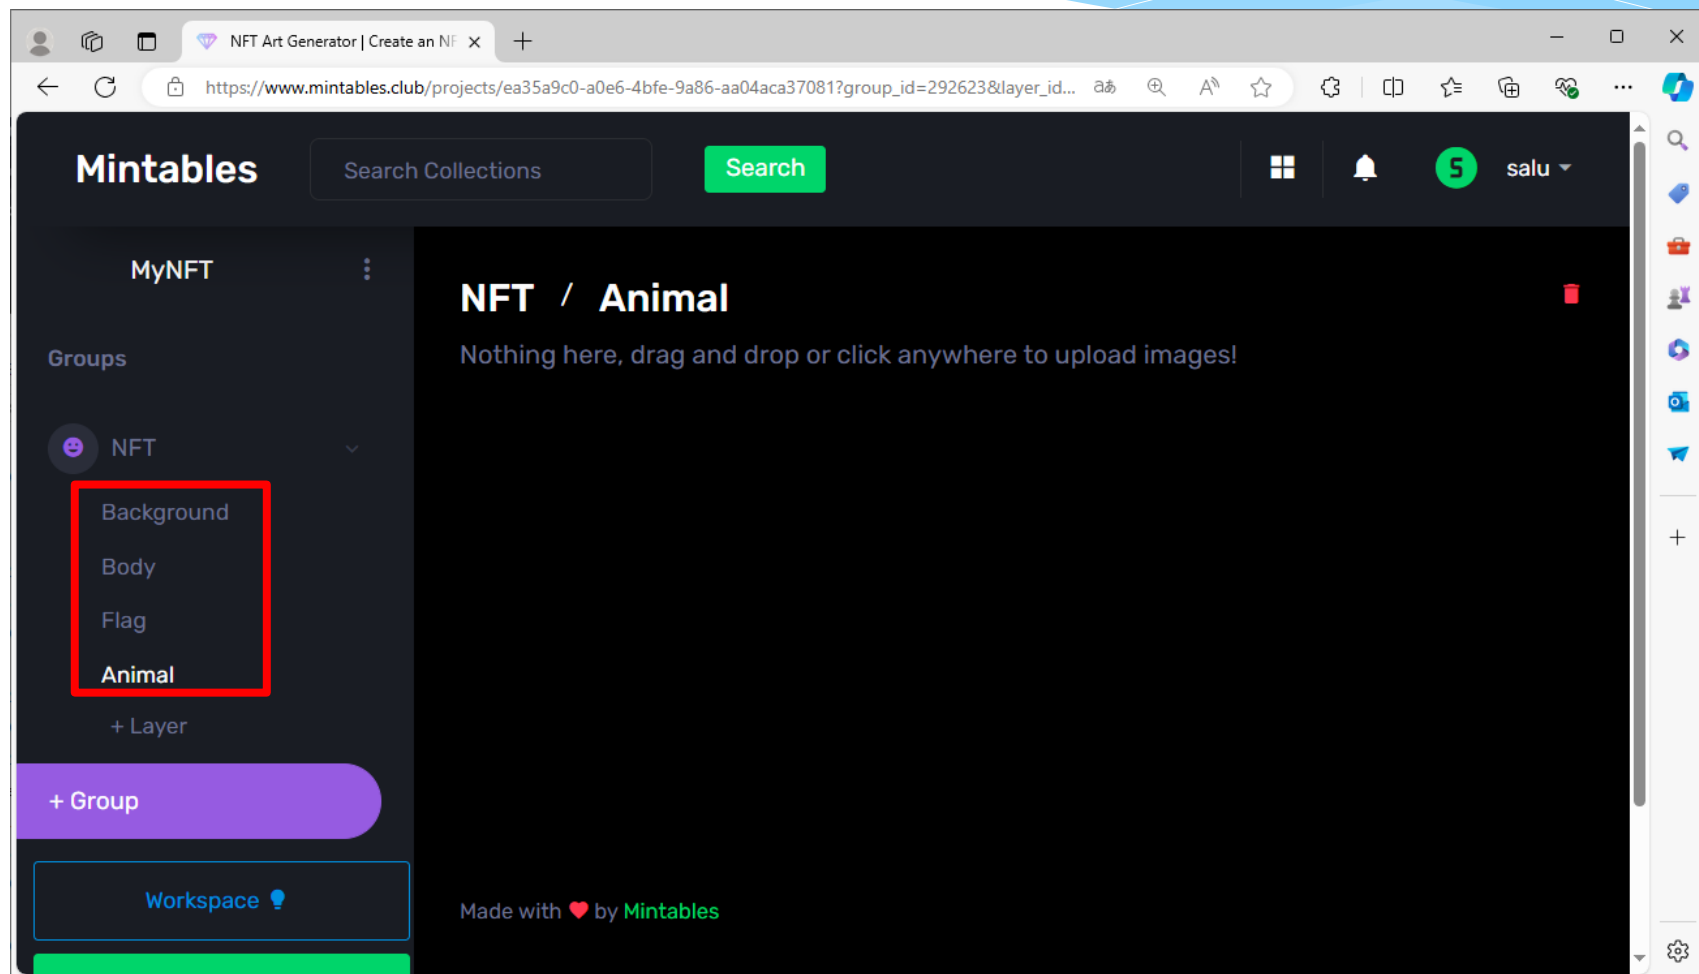 NFT Art Generator | Create an NF
https://www.mintables.club/projects/ea35a9c0-a0e6-4bfe-9a86-aa04aca37081?group_id=292623&layer_id...
Mintables
Search Collections
Search
S
salu
MyNFT
NFT / Animal
Nothing here, drag and drop or click anywhere to upload images!
Groups
NFT
Background
Body
Flag
Animal
+ Layer
+ Group
Workspace
Made with ❤ by Mintables